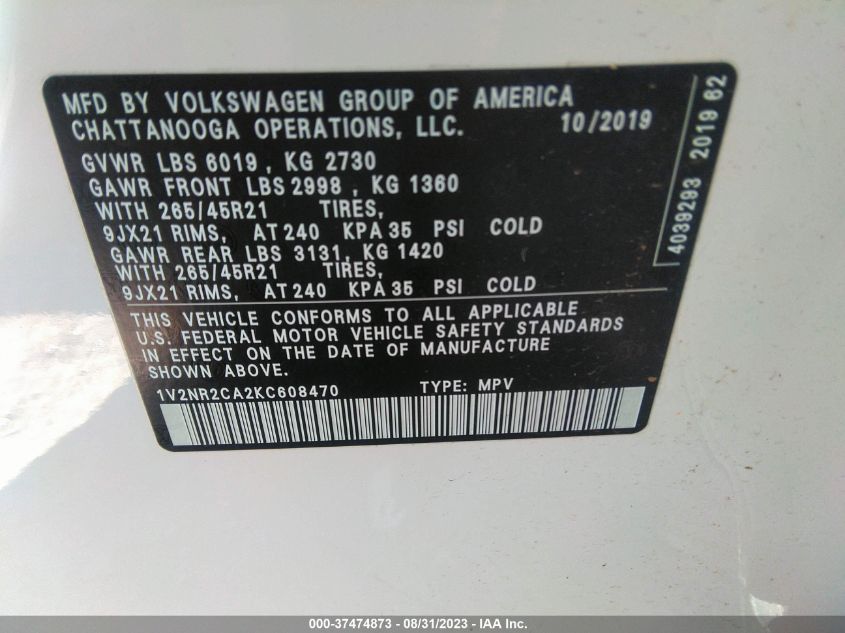 MFD BY VOLKSWAGEN GROUP OF AMERICA
CHATTANOOGA OPERATIONS, LLC. 10/2019
GVWR LBS 6019, KG 2730
GAWR FRONT LBS 2998, KG 1360
WITH 265/45R21 TIRES,
9JX21 RIMS, AT 240 KPA 35 PSI COLD
GAWR REAR LBS 3131, KG 1420
WITH 265/45R21 TIRES,
9JX21 RIMS, AT 240 KPA 35 PSI COLD
THIS VEHICLE CONFORMS TO ALL APPLICABLE
U.S. FEDERAL MOTOR VEHICLE SAFETY STANDARDS
IN EFFECT ON THE DATE OF MANUFACTURE
SHOWN ABOVE.
1V2NR2CA2KC608470 TYPE: MPV
4039293 2019 62
000-37474873 - 08/31/2023 - IAA Inc.